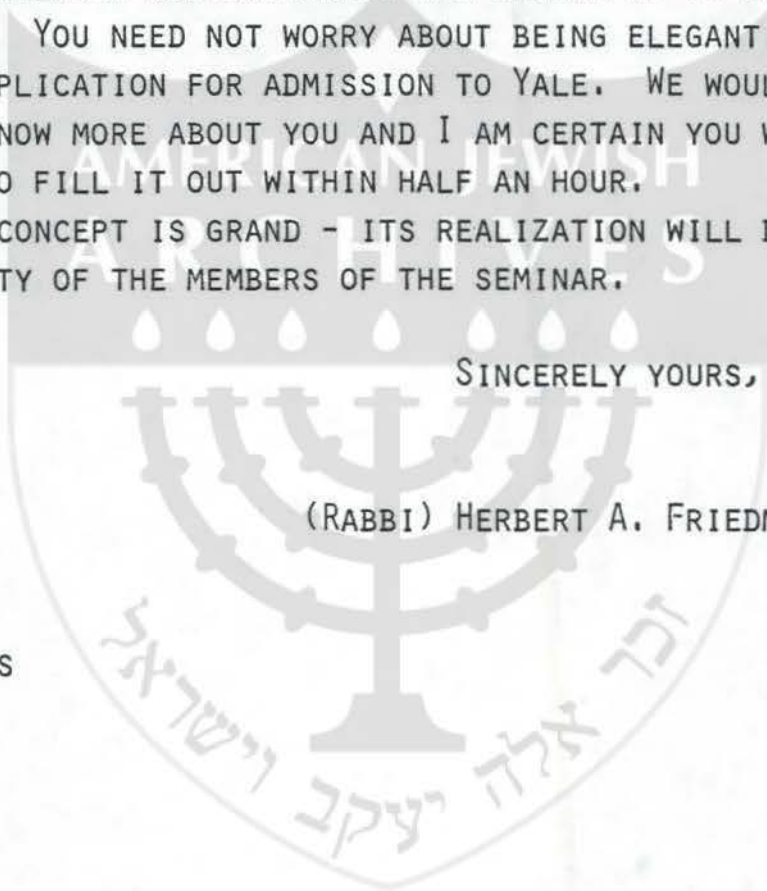 YOU NEED NOT WORRY ABOUT BEING ELEGANT
PLICATION FOR ADMISSION TO YALE. WE WOUL
NOW MORE ABOUT YOU AND I AM CERTAIN YOU W
O FILL IT OUT WITHIN HALF AN HOUR.
CONCEPT IS GRAND - ITS REALIZATION WILL
TY OF THE MEMBERS OF THE SEMINAR.
AMERICAN JEWISH
ARCHIVES
SINCERELY YOURS,
(RABBI) HERBERT A. FRIEDM
S
זכר אלה יעקב וישראל